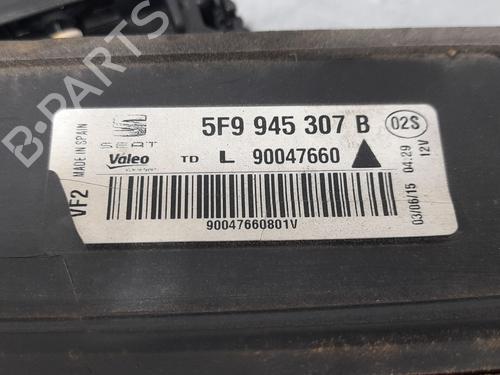 B-PARTS
MADE IN SPAIN
SEAT
5F9 945 307 B
02S
Valeo
TD L 90047660
VF2
90047660801V
03/06/15 04.29
12V